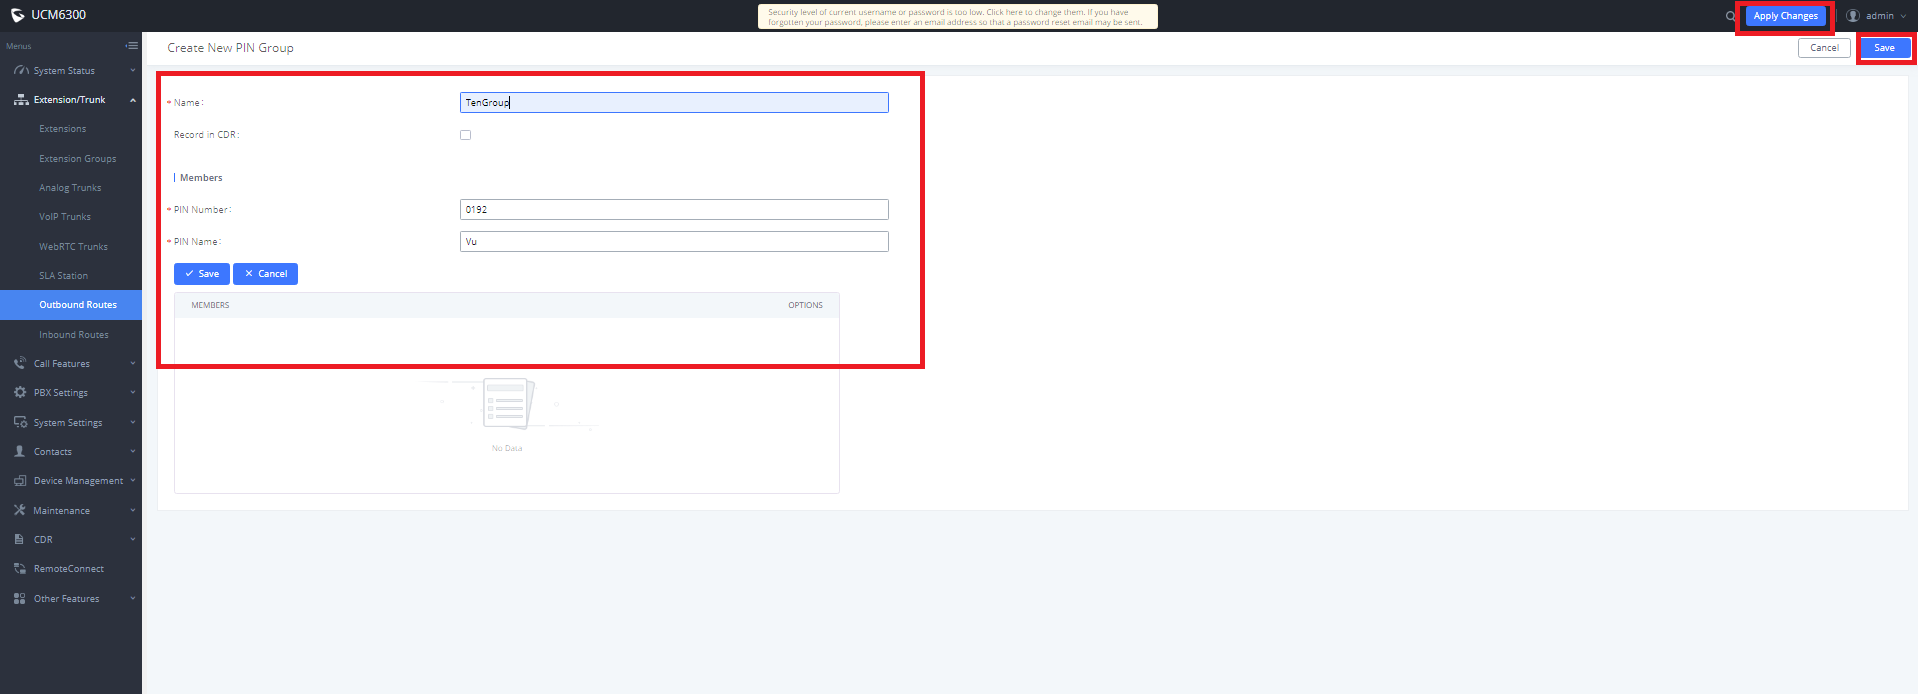 UCM6300
Security level of current username or password is too low. Click here to change them. If you have
forgotten your password, please enter an email address so that a password reset email may be sent.
Apply Changes
admin
Menus
Create New PIN Group
Cancel
Save
System Status
Extension/Trunk
Extensions
Extension Groups
Analog Trunks
VoIP Trunks
WebRTC Trunks
SLA Station
Outbound Routes
Inbound Routes
Call Features
PBX Settings
System Settings
Contacts
Device Management
Maintenance
CDR
RemoteConnect
Other Features
* Name:
TenGroup
Record in CDR:
Members
* PIN Number:
0192
* PIN Name:
Vu
Save
Cancel
MEMBERS
OPTIONS
No Data